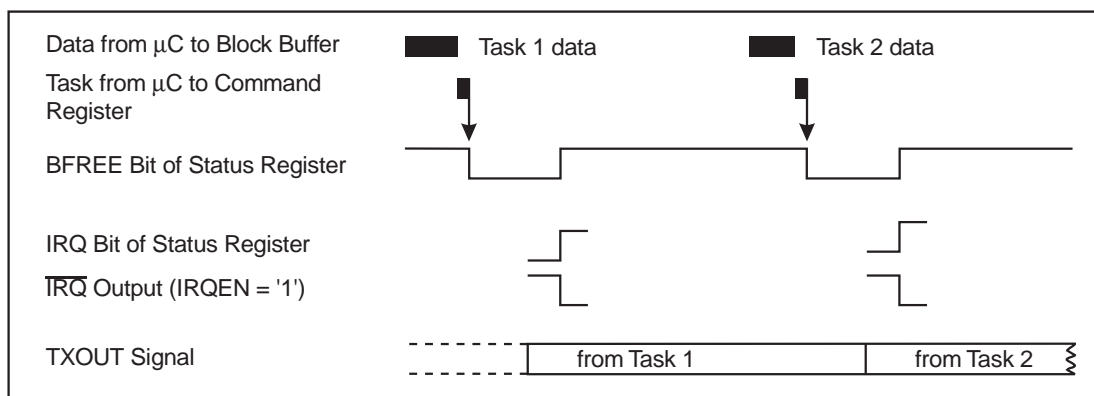 Data from μC to Block Buffer
Task 1 data
Task 2 data
Task from μC to Command
Register
BFREE Bit of Status Register
IRQ Bit of Status Register
IRQ Output (IRQEN = '1')
TXOUT Signal
from Task 1
from Task 2